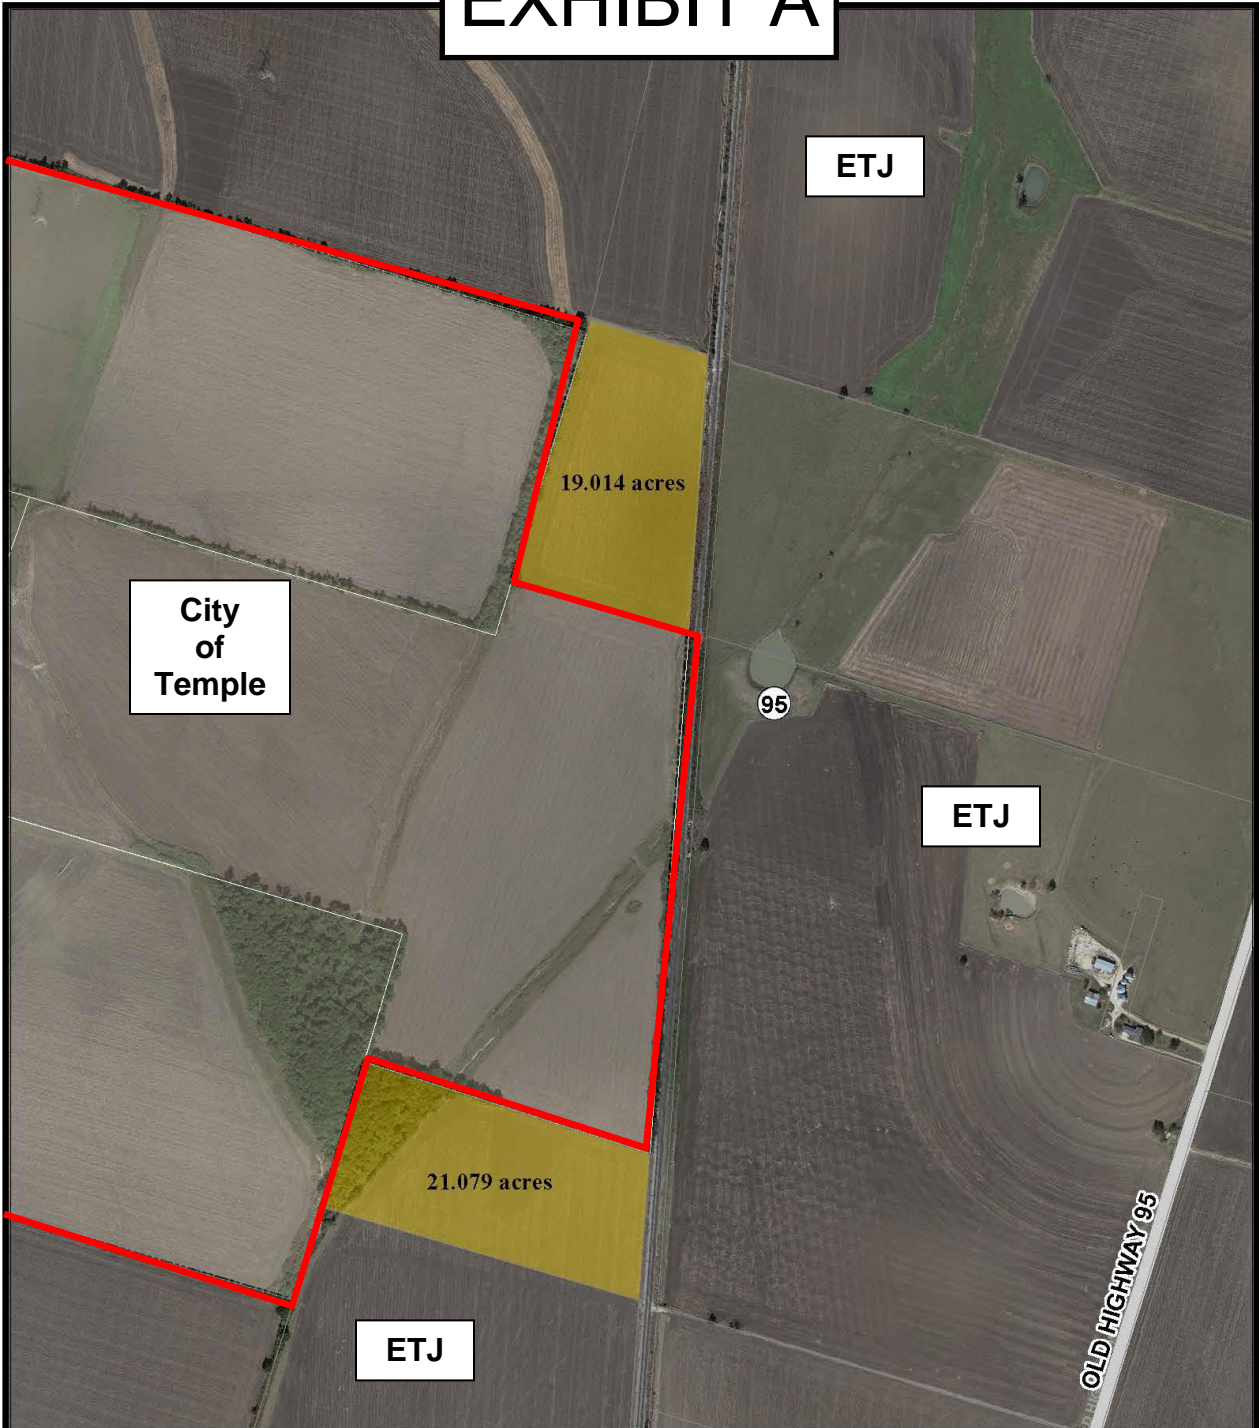 EXHIBIT A
ETJ
19.014 acres
City
of
Temple
95
ETJ
21.079 acres
OLD HIGHWAY 95
ETJ